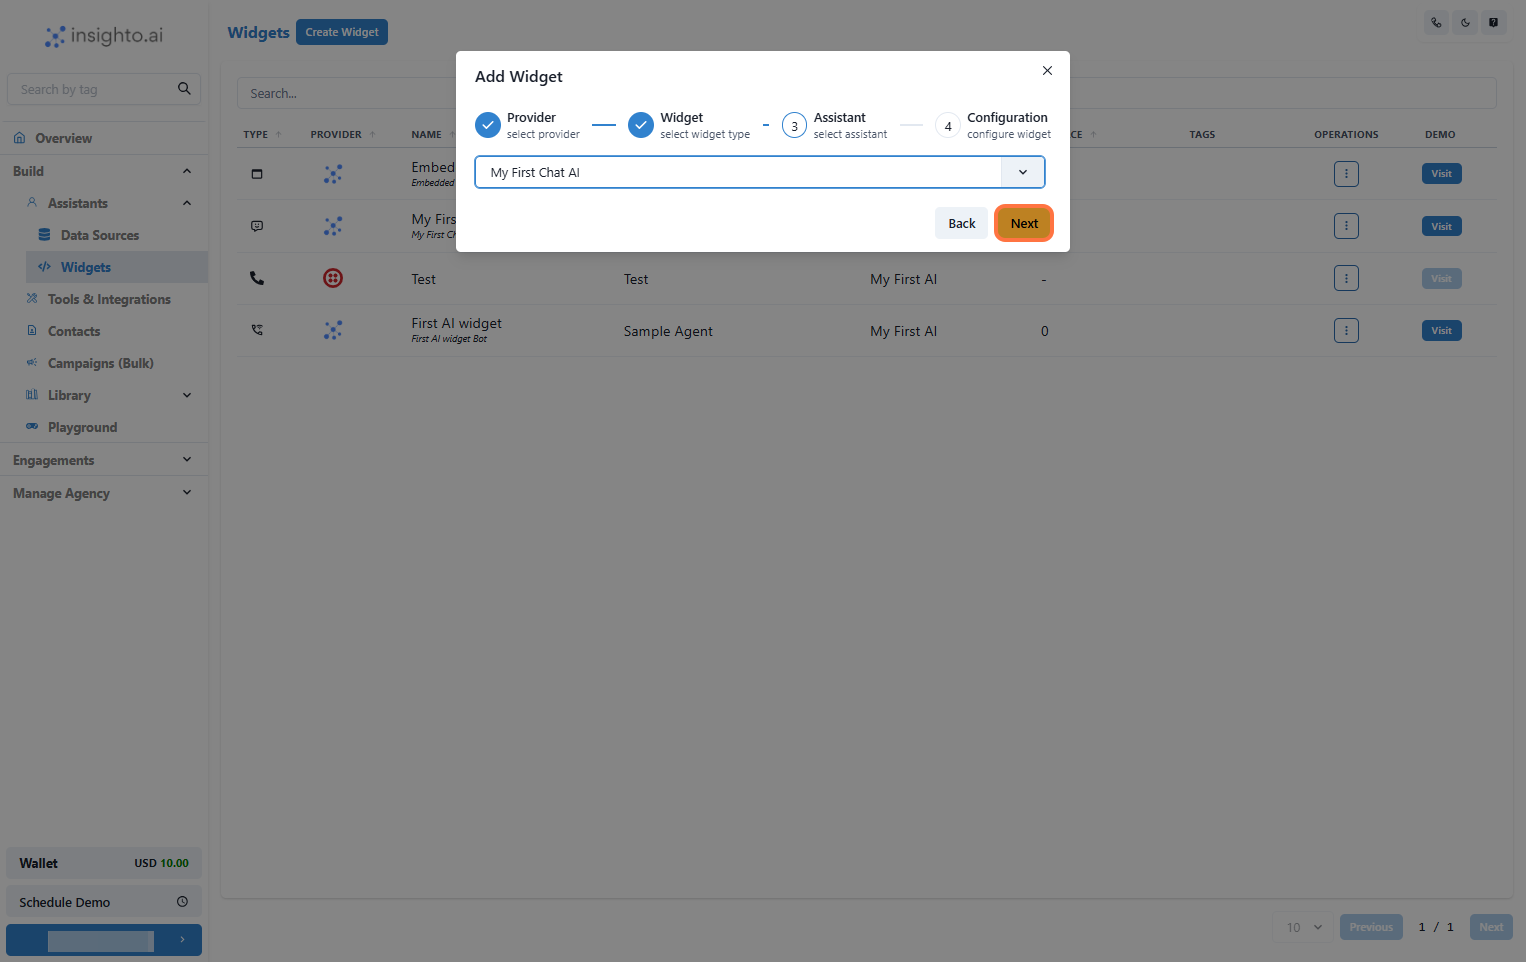 insighto.ai
Search by tag
Overview
Build
Assistants
Data Sources
Widgets
Tools & Integrations
Contacts
Campaigns (Bulk)
Library
Playground
Engagements
Manage Agency
Wallet USD 10.00
Schedule Demo
Widgets Create Widget
Search...
TYPE PROVIDER NAME CE TAGS OPERATIONS DEMO
Embed
Embedded
Visit
My Firs
My First Ch
Visit
Test Test My First AI - Visit
First AI widget
First AI widget Bot
Sample Agent My First AI 0 Visit
Add Widget
Provider
select provider
Widget
select widget type
3 Assistant
select assistant
4 Configuration
configure widget
My First Chat AI
Back Next
10 Previous 1 / 1 Next